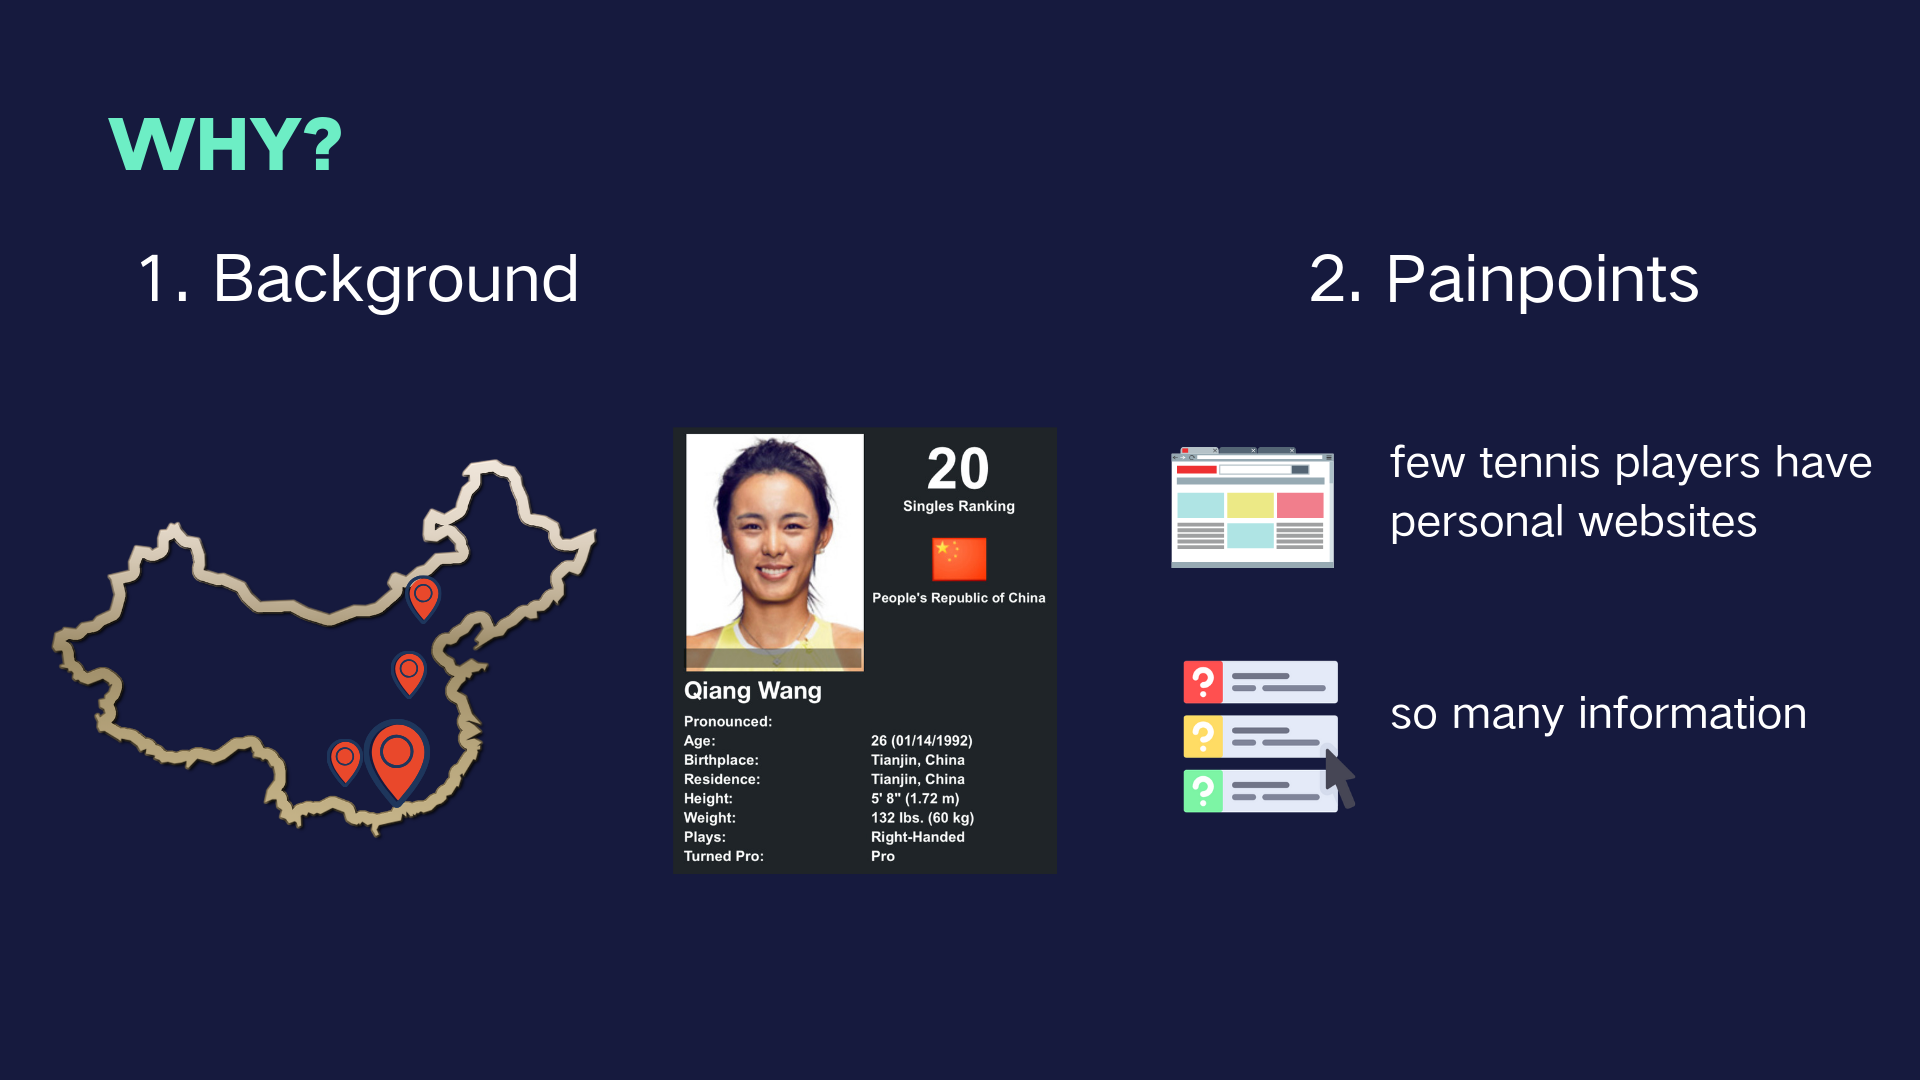 WHY?
1. Background
2. Painpoints
20
Singles Ranking
People's Republic of China
Qiang Wang
Pronounced:
Age: 26 (01/14/1992)
Birthplace: Tianjin, China
Residence: Tianjin, China
Height: 5' 8" (1.72 m)
Weight: 132 lbs. (60 kg)
Plays: Right-Handed
Turned Pro: Pro
few tennis players have
personal websites
? 
so many information
?
?